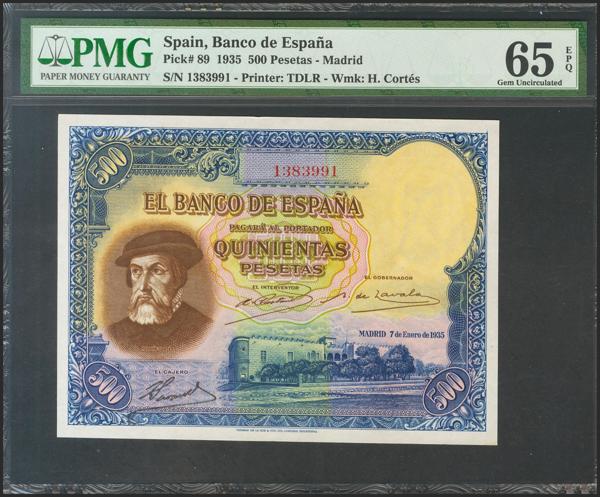 PMG
PAPER MONEY GUARANTY
Spain, Banco de España
Pick# 89 1935 500 Pesetas - Madrid
S/N 1383991 - Printer: TDLR - Wmk: H. Cortés
65 EPQ
Gem Uncirculated
500
1383991
EL BANCO DE ESPAÑA
PAGARÁ AL PORTADOR
QUINIENTAS
PESETAS
EL INTERVENTOR
EL GOBERNADOR
de Zavala
MADRID 7 de Enero de 1935
EL CAJERO
500
500